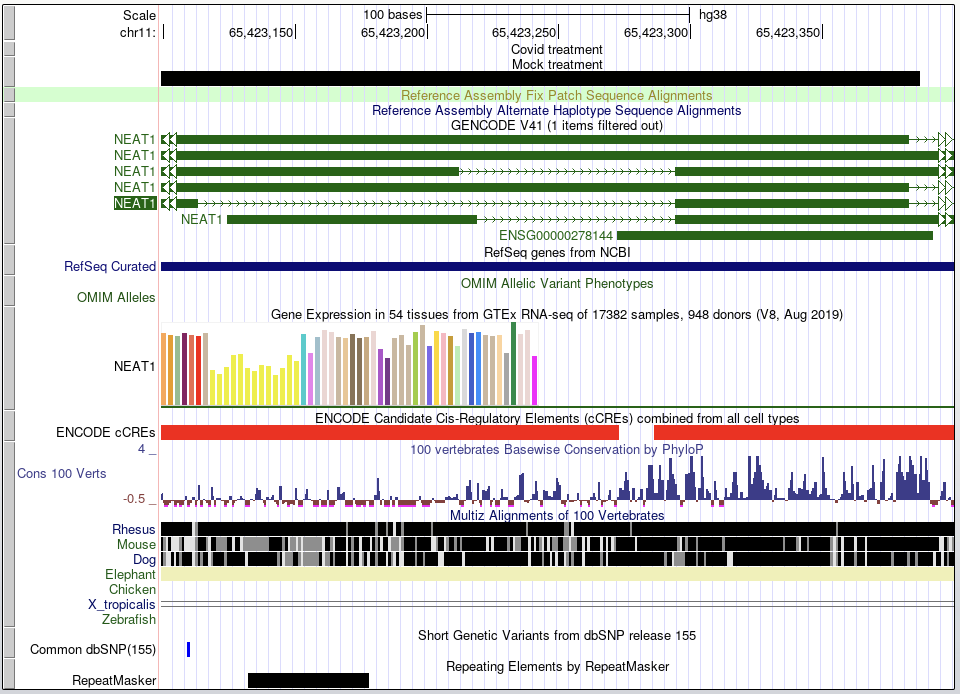 Scale 100 bases hg38
chr11: 65,423,150 65,423,200 65,423,250 65,423,300 65,423,350
Covid treatment
Mock treatment
Reference Assembly Fix Patch Sequence Alignments
Reference Assembly Alternate Haplotype Sequence Alignments
GENCODE V41 (1 items filtered out)
NEAT1
NEAT1
NEAT1
NEAT1
NEAT1
NEAT1
ENSG00000278144
RefSeq genes from NCBI
RefSeq Curated
OMIM Allelic Variant Phenotypes
OMIM Alleles
Gene Expression in 54 tissues from GTEx RNA-seq of 17382 samples, 948 donors (V8, Aug 2019)
NEAT1
ENCODE Candidate Cis-Regulatory Elements (cCREs) combined from all cell types
ENCODE cCREs
4 _ 100 vertebrates Basewise Conservation by PhyloP
Cons 100 Verts
-0.5 _
Multiz Alignments of 100 Vertebrates
Rhesus
Mouse
Dog
Elephant
Chicken
X_tropicalis
Zebrafish
Short Genetic Variants from dbSNP release 155
Common dbSNP(155)
Repeating Elements by RepeatMasker
RepeatMasker